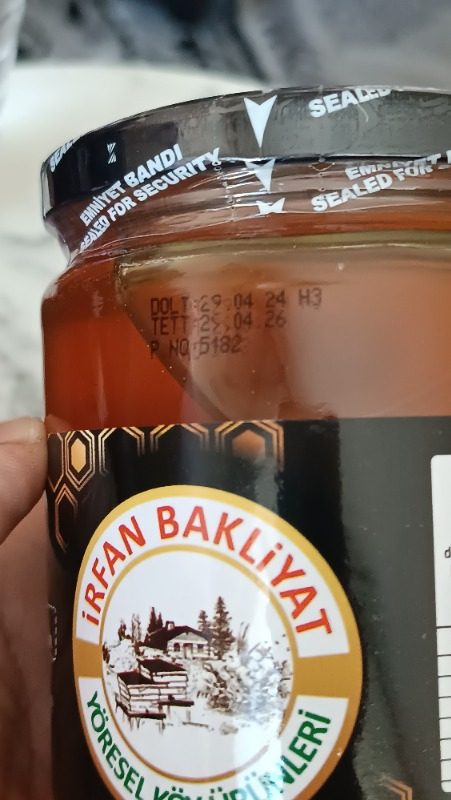 SEALED
EMNİYET BANDI
SEALED FOR SECURITY
EMNİYET
SEALED FOR
DOLT:29.04 24 H3
TETT:29.04.26
P NO:5182
İRFAN BAKLİYAT
YÖRESEL KÖY ÜRÜNLERİ